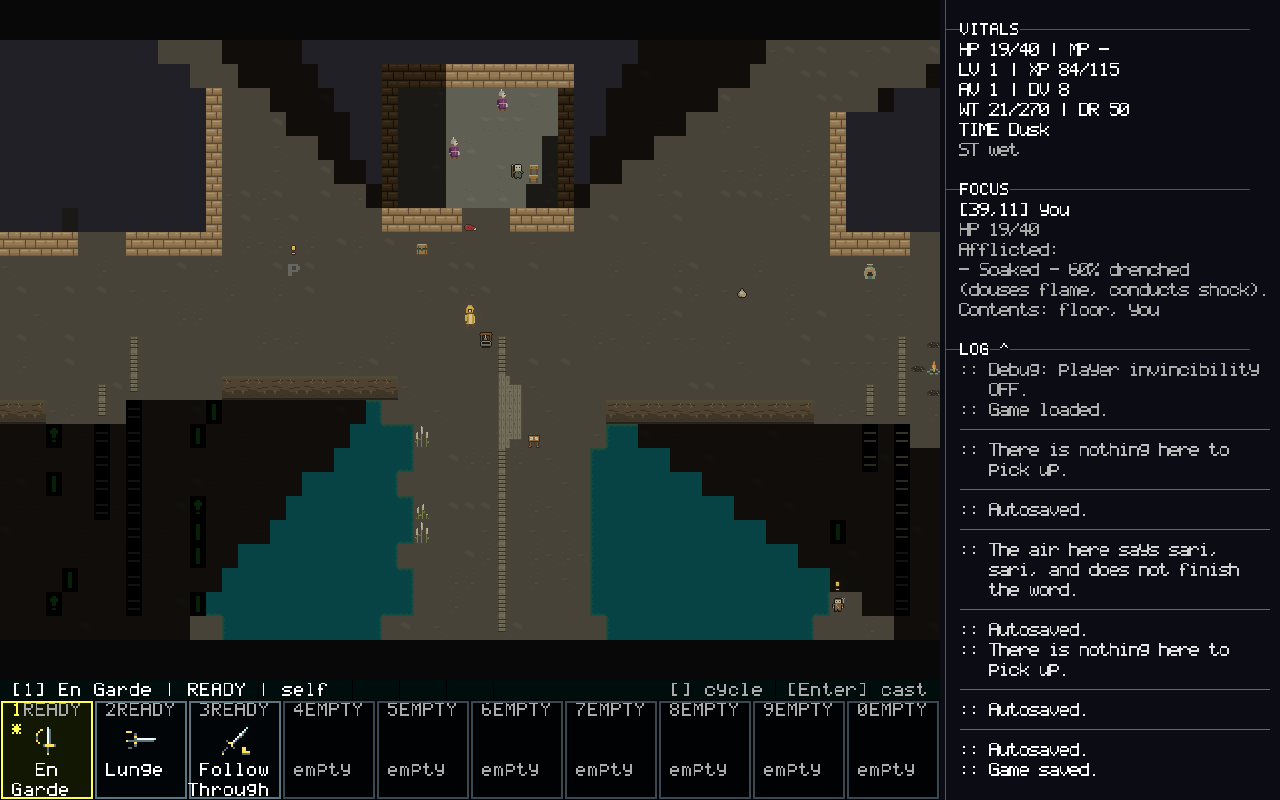 VITALS
HP 19/40 | MP -
LV 1 | XP 84/115
AV 1 | DV 8
WT 21/270 | DR 50
TIME Dusk
ST wet
FOCUS
[39,11] You
HP 19/40
Afflicted:
- Soaked - 60% drenched
(douses flame, conducts shock).
Contents: floor, You
LOG ^
:: Debug: Player invincibility
OFF.
:: Game loaded.
:: There is nothing here to
Pick up.
:: Autosaved.
:: The air here says sari,
sari, and does not finish
the word.
:: Autosaved.
:: There is nothing here to
Pick up.
:: Autosaved.
:: Autosaved.
:: Game saved.
P
[1] En Garde | READY | self
[] cycle [Enter] cast
1READY 2READY 3READY 4EMPTY 5EMPTY 6EMPTY 7EMPTY 8EMPTY 9EMPTY 0EMPTY
*
En Garde
Lunge
Follow Through
empty empty empty empty empty empty empty